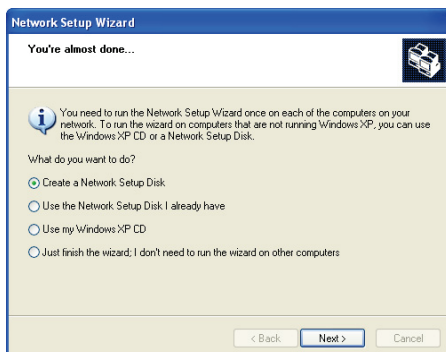 Network Setup Wizard
You're almost done...
You need to run the Network Setup Wizard once on each of the computers on your
network. To run the wizard on computers that are not running Windows XP, you can use
the Windows XP CD or a Network Setup Disk.
What do you want to do?
Create a Network Setup Disk
Use the Network Setup Disk I already have
Use my Windows XP CD
Just finish the wizard; I don't need to run the wizard on other computers
< Back Next > Cancel